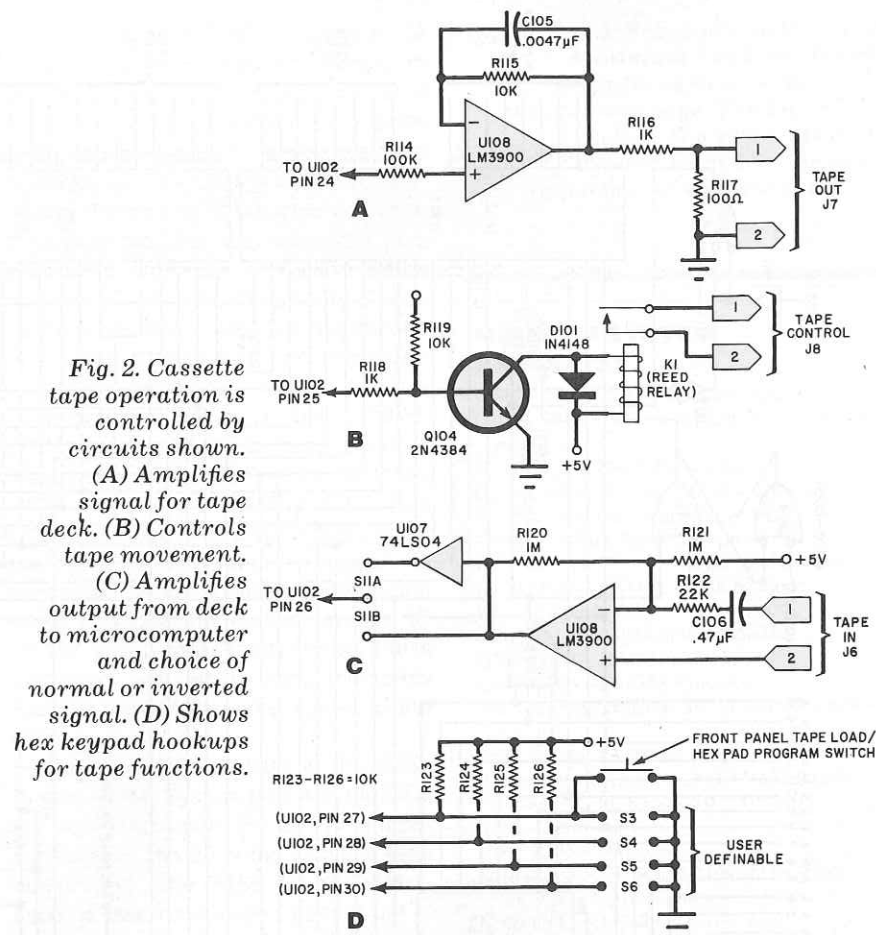 C105
.0047µF
R115
10K
U108
LM3900
R114
100K
TO U102
PIN 24
R116
1K
R117
100Ω
1
2
TAPE
OUT
J7
A
R119
10K
R118
1K
TO U102
PIN 25
Q104
2N4384
D101
1N4148
K1
(REED
RELAY)
+5V
1
2
TAPE
CONTROL
J8
B
Fig. 2. Cassette
tape operation is
controlled by
circuits shown.
(A) Amplifies
signal for tape
deck. (B) Controls
tape movement.
(C) Amplifies
output from deck
to microcomputer
and choice of
normal or inverted
signal. (D) Shows
hex keypad hookups
for tape functions.
U107
74LS04
R120
1M
R121
1M
+5V
R122
22K
C106
.47µF
S11A
TO U102
PIN 26
S11B
U108
LM3900
-
+
1
2
TAPE
IN
J6
C
+5V
FRONT PANEL TAPE LOAD/
HEX PAD PROGRAM SWITCH
R123
R124
R125
R126
R123-R126=10K
(U102, PIN 27)
S3
(U102, PIN 28)
S4
(U102, PIN 29)
S5
(U102, PIN 30)
S6
USER
DEFINABLE
D